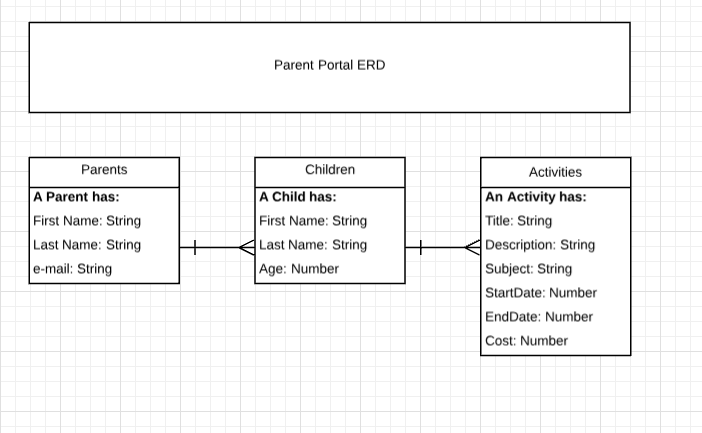 Parent Portal ERD
Parents
A Parent has:
First Name: String
Last Name: String
e-mail: String
Children
A Child has:
First Name: String
Last Name: String
Age: Number
Activities
An Activity has:
Title: String
Description: String
Subject: String
StartDate: Number
EndDate: Number
Cost: Number